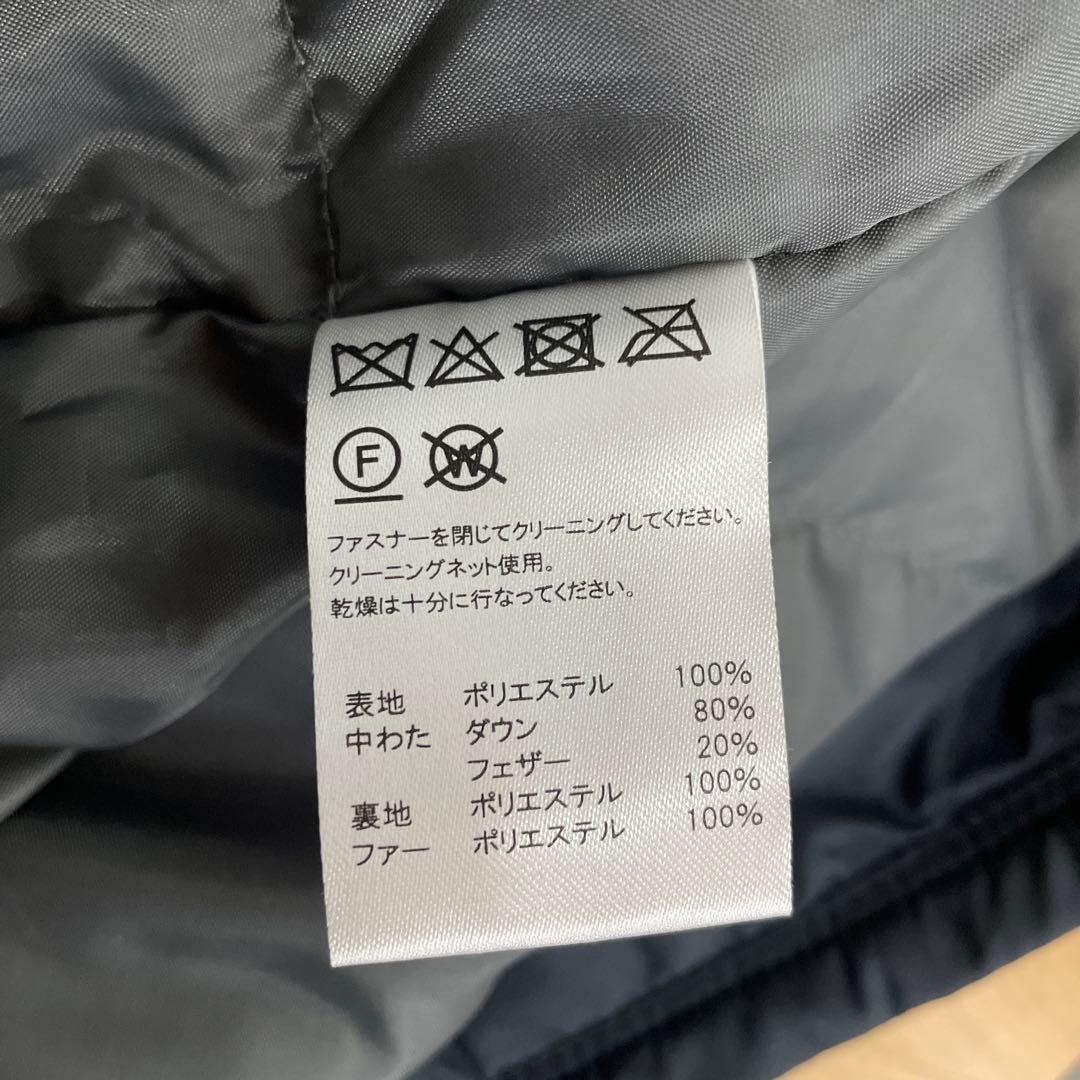 F W
ファスナーを閉じてクリーニングしてください。
クリーニングネット使用。
乾燥は十分に行なってください。
表地 ポリエステル 100%
中わた ダウン 80%
フェザー 20%
裏地 ポリエステル 100%
ファー ポリエステル 100%